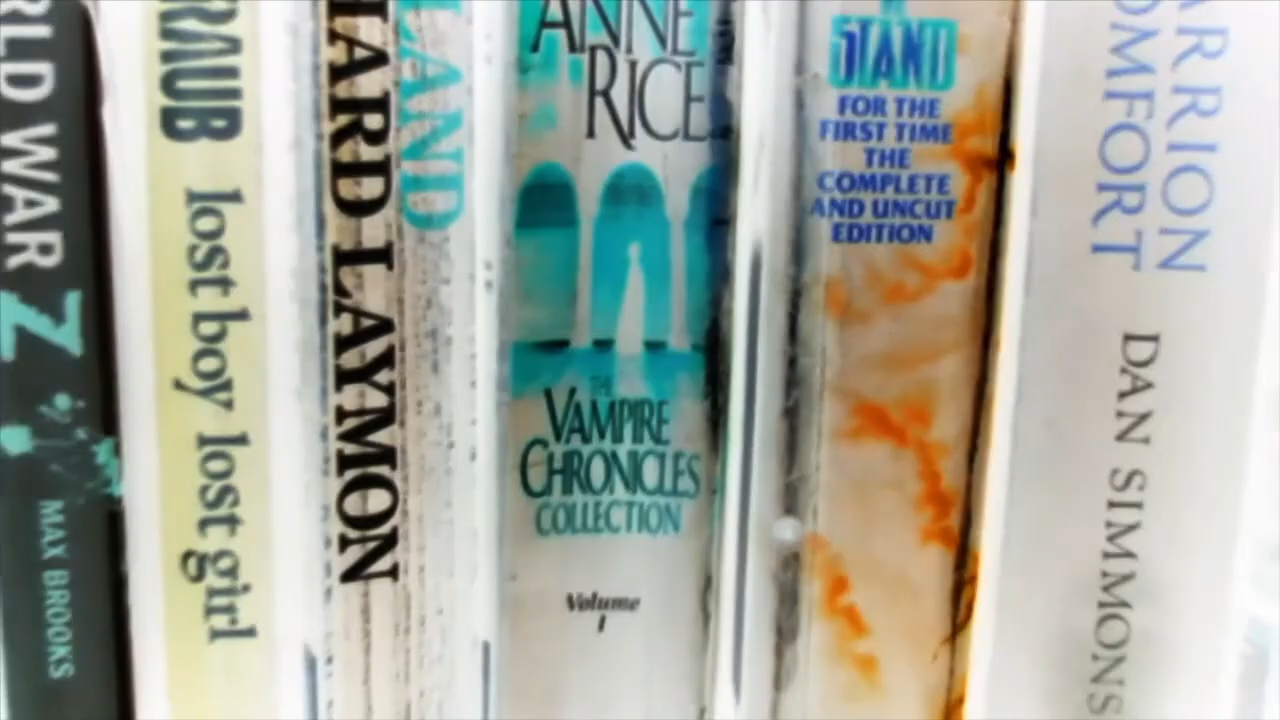 RLD WAR
Z
MAX BROOKS
RAUB
lost boy lost girl
HARD LAYMON
LAND
ANNE
RICE
THE
VAMPIRE
CHRONICLES
COLLECTION
Volume
I
STAND
FOR THE
FIRST TIME
THE
COMPLETE
AND UNCUT
EDITION
ARRION
OMFORT
DAN SIMMONS